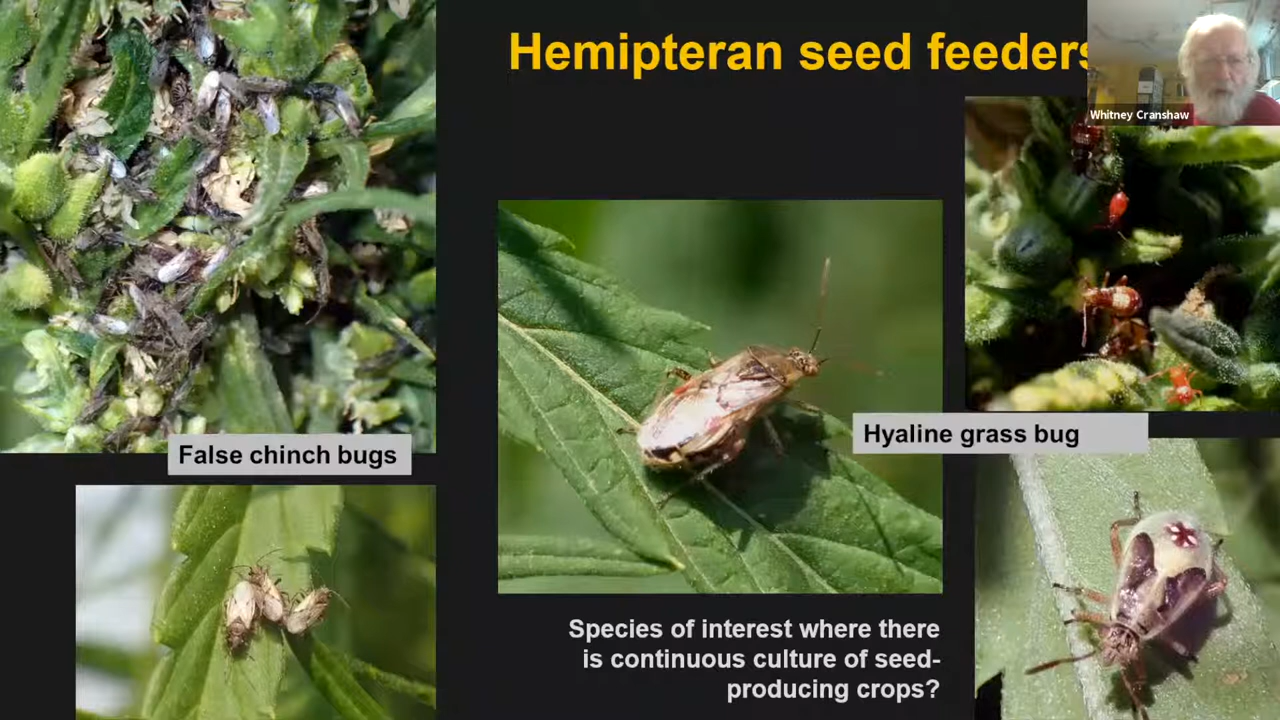 Hemipteran seed feeders
Whitney Cranshaw
Hyaline grass bug
False chinch bugs
Species of interest where there
is continuous culture of seed-
producing crops?